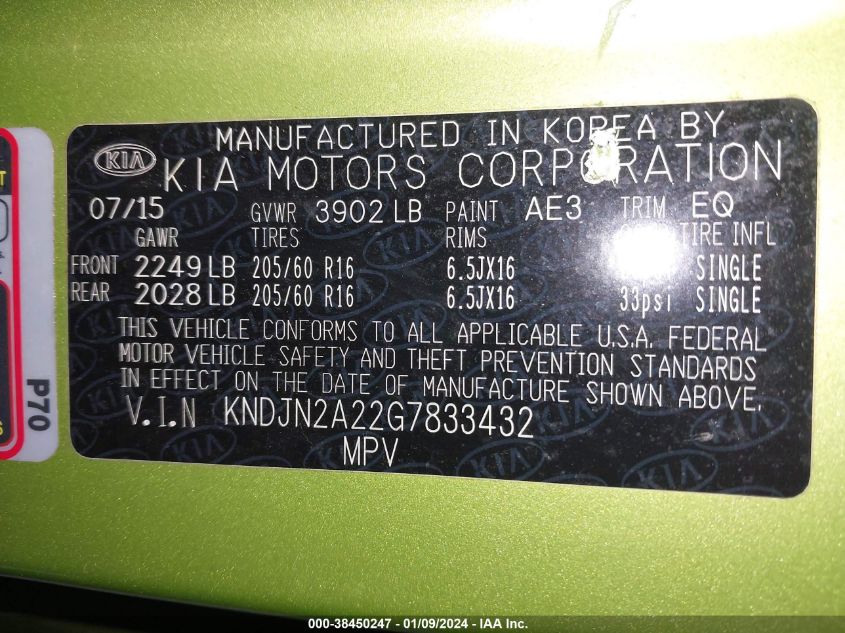 MANUFACTURED IN KOREA BY
KIA KIA MOTORS CORPORATION
07/15 GVWR 3902 LB PAINT AE3 TRIM EQ
GAWR TIRES RIMS TIRE INFL
FRONT 2249 LB 205/60 R16 6.5JX16 SINGLE
REAR 2028 LB 205/60 R16 6.5JX16 33psi SINGLE
THIS VEHICLE CONFORMS TO ALL APPLICABLE U.S.A. FEDERAL
MOTOR VEHICLE SAFETY AND THEFT PREVENTION STANDARDS
IN EFFECT ON THE DATE OF MANUFACTURE SHOWN ABOVE.
V.I.N KNDJN2A22G7833432
MPV
P70
000-38450247 - 01/09/2024 - IAA Inc.